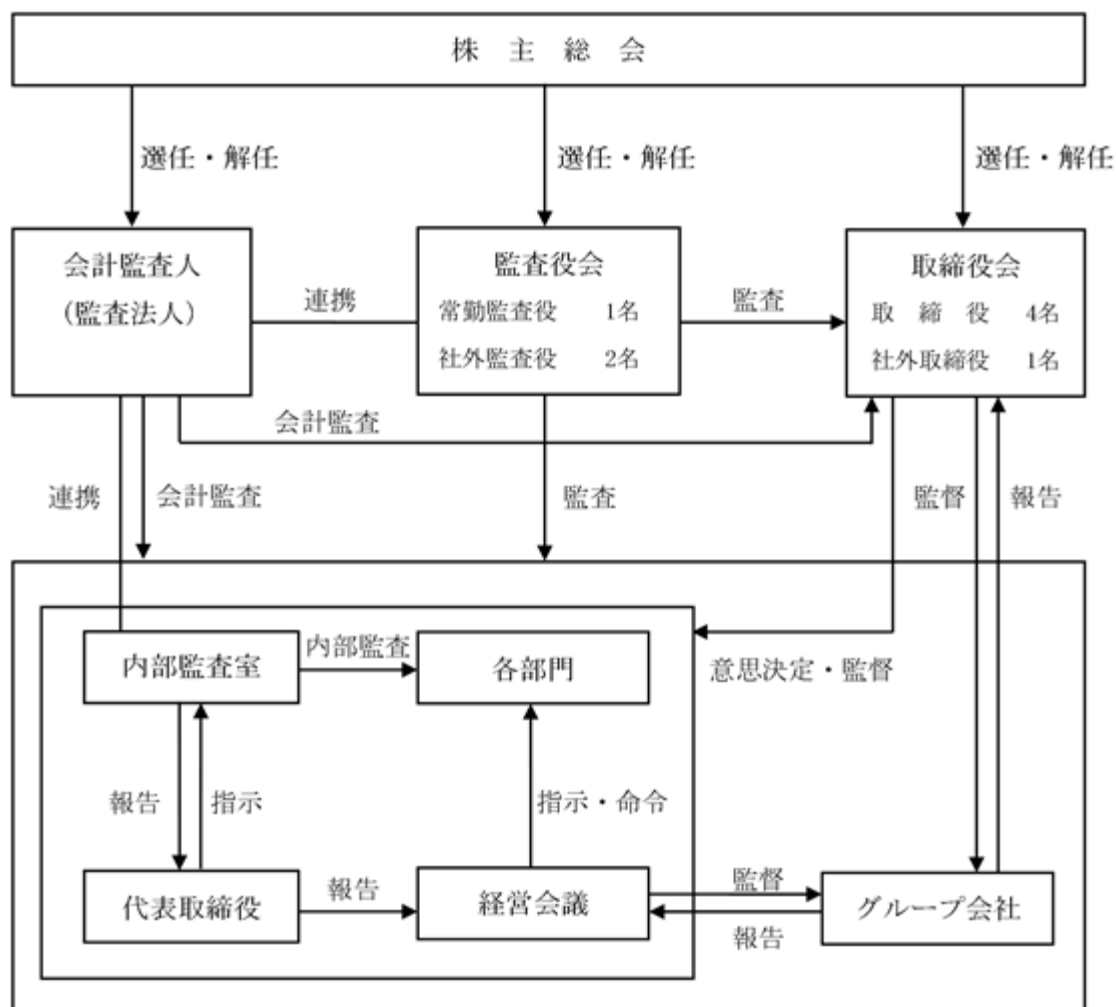 株 主 総 会
選任・解任
選任・解任
選任・解任
会計監査人
(監査法人)
連携
監査役会
常勤監査役 1名
社外監査役 2名
監査
取締役会
取 締 役 4名
社外取締役 1名
会計監査
連携
会計監査
監査
監督
報告
内部監査室
内部監査
各部門
意思決定・監督
報告
指示
指示・命令
代表取締役
報告
経営会議
監督
報告
グループ会社